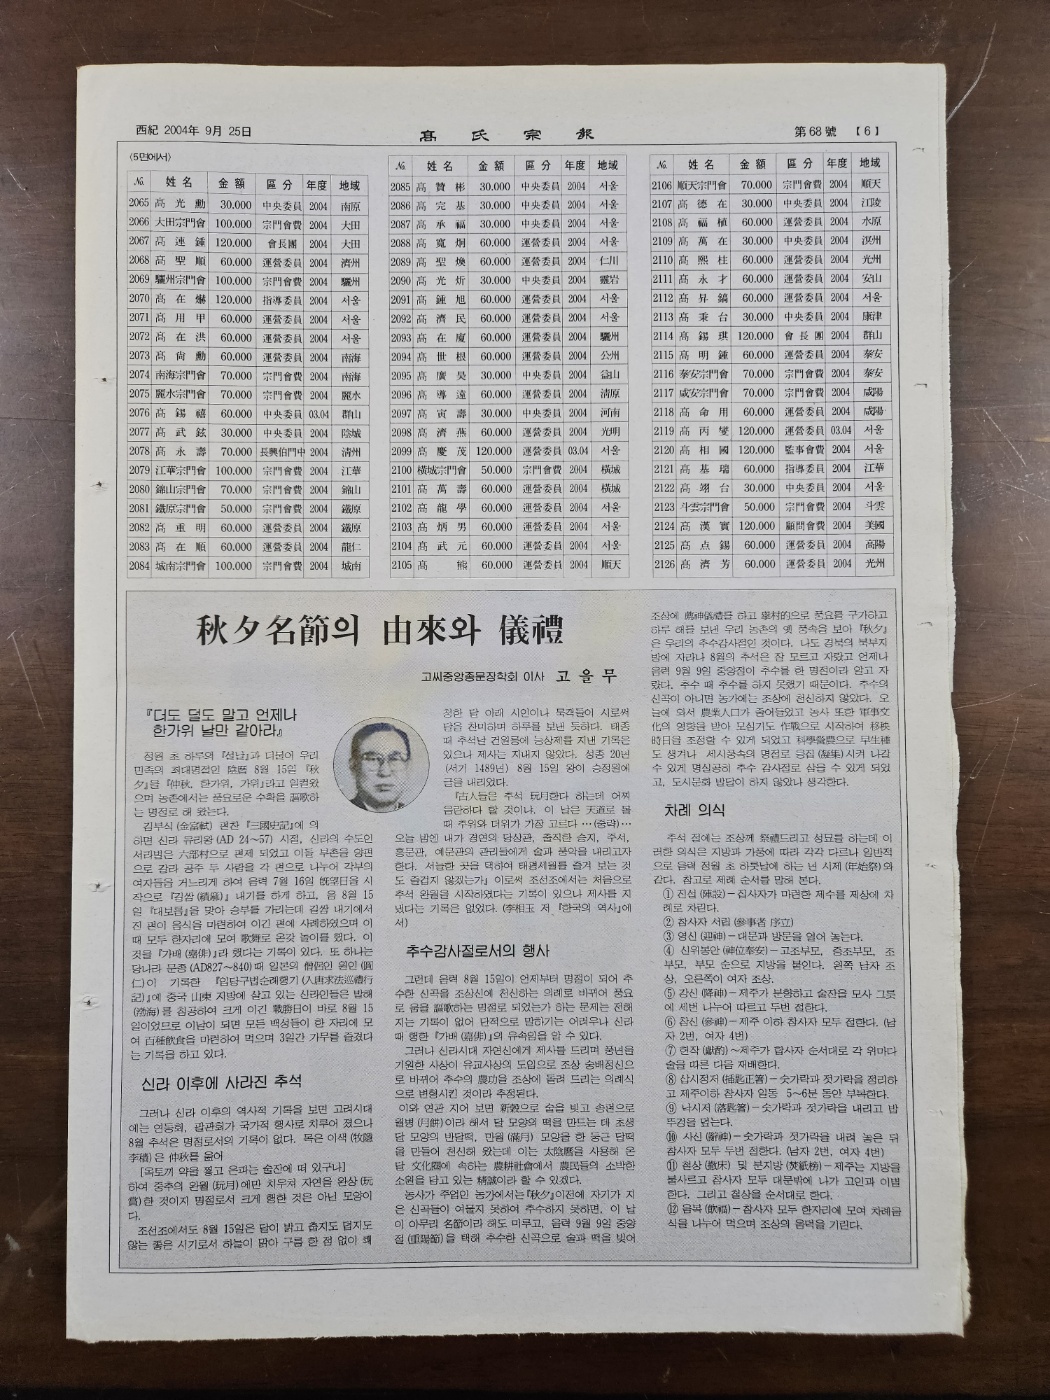 西紀 2004年 9月 25日
高氏宗報
第68號 【6】
〈5면에서〉
№ 姓名 金額 區分 年度 地域
2065 高光勳 30.000 中央委員 2004 南原
2066 大田宗門會 100.000 宗門會費 2004 大田
2067 高連鍾 120.000 會長團 2004 大田
2068 高聖順 60.000 運營委員 2004 濟州
2069 驪州宗門會 100.000 宗門會費 2004 驪州
2070 高在 120.000 指導委員 2004 서울
2071 高用甲 60.000 運營委員 2004 서울
2072 高在洪 60.000 運營委員 2004 서울
2073 高尙勳 60.000 運營委員 2004 南海
2074 南海宗門會 70.000 宗門會費 2004 南海
2075 麗水宗門會 70.000 宗門會費 2004 麗水
2076 高錫禧 60.000 中央委員 03.04 群山
2077 高武鉉 30.000 中央委員 2004 陰城
2078 高永壽 70.000 長興伯門中 2004 淸州
2079 江華宗門會 100.000 宗門會費 2004 江華
2080 錦山宗門會 70.000 宗門會費 2004 錦山
2081 鐵原宗門會 50.000 宗門會費 2004 鐵原
2082 高重明 60.000 運營委員 2004 鐵原
2083 高在順 60.000 運營委員 2004 龍仁
2084 城南宗門會 100.000 宗門會費 2004 城南
№ 姓名 金額 區分 年度 地域
2085 高贊彬 30.000 中央委員 2004 서울
2086 高完基 30.000 中央委員 2004 서울
2087 高承福 30.000 中央委員 2004 서울
2088 高寬炯 60.000 運營委員 2004 서울
2089 高聖煥 60.000 運營委員 2004 仁川
2090 高光炘 30.000 中央委員 2004 靈岩
2091 高鍾旭 60.000 運營委員 2004 서울
2092 高濟民 60.000 運營委員 2004 서울
2093 高在廈 60.000 運營委員 2004 驪州
2094 高世根 60.000 運營委員 2004 公州
2095 高廣昊 30.000 中央委員 2004 益山
2096 高導遠 60.000 運營委員 2004 淸原
2097 高寅壽 30.000 中央委員 2004 河南
2098 高濟燕 60.000 運營委員 2004 光明
2099 高慶茂 120.000 運營委員 03.04 서울
2100 橫城宗門會 50.000 宗門會費 2004 橫城
2101 高萬壽 60.000 運營委員 2004 橫城
2102 高龍學 60.000 運營委員 2004 서울
2103 高炳男 60.000 運營委員 2004 서울
2104 高武元 60.000 運營委員 2004 서울
2105 高熊 60.000 運營委員 2004 順天
№ 姓名 金額 區分 年度 地域
2106 順天宗門會 70.000 宗門會費 2004 順天
2107 高德在 30.000 中央委員 2004 江陵
2108 高福植 60.000 運營委員 2004 水原
2109 高萬在 30.000 中央委員 2004 溟州
2110 高熙柱 60.000 運營委員 2004 光州
2111 高永才 60.000 運營委員 2004 安山
2112 高昇鎬 60.000 運營委員 2004 서울
2113 高秉台 30.000 中央委員 2004 康津
2114 高錫琪 120.000 會長團 2004 群山
2115 高明鍾 60.000 運營委員 2004 泰安
2116 泰安宗門會 70.000 宗門會費 2004 泰安
2117 咸安宗門會 70.000 宗門會費 2004 咸陽
2118 高命用 60.000 運營委員 2004 咸陽
2119 高丙燮 120.000 運營委員 03.04 서울
2120 高相國 120.000 監事會費 2004 서울
2121 高基瑞 60.000 指導委員 2004 江華
2122 高翊台 30.000 中央委員 2004 서울
2123 斗雲宗門會 50.000 宗門會費 2004 斗雲
2124 高漢實 120.000 顧問會費 2004 美國
2125 高点錫 60.000 運營委員 2004 高陽
2126 高濟芳 60.000 運營委員 2004 光州
秋夕名節의 由來와 儀禮
고씨중앙종문장학회 이사 고을무
『더도 덜도 말고 언제나
한가위 날만 같아라』
정월 초 하루의 『설날』과 더불어 우리
민족의 최대명절인 陰曆 8月 15일 『秋
夕』을 『仲秋, 한가위, 가위』라고 일컬었
으며 농촌에서는 풍요로운 수확을 謳歌하
는 명절로 해 왔는데.
김부식(金富軾) 편찬 『三國史記』에 의
하면 신라 유리왕(AD 24~57) 시절, 신라의 수도인
서라벌은 六部村으로 편제 되었고 이들 부촌을 양편
으로 갈라 공주 두 사람을 각 편으로 나누어 각부의
여자들을 거느리게 하여 음력 7월 16일 旣望日을 시
작으로 『길쌈(績麻)』 내기를 하게 하고, 음 8월 15
일 『대보름』을 맞아 승부를 가리는데 길쌈 내기에서
진 편이 음식을 마련하여 이긴 편에 사례하였으며 이
때 모두 한자리에 모여 歌舞로 온갖 놀이를 했다. 이
것을 『가배(嘉俳)』라 했다는 기록이 있다. 또 하나는
당나라 문종(AD827~840)때 일본의 僧侶인 원인(圓
仁)이 기록한 『입당구법순례행기(入唐求法巡禮行
記)』에 중국 山東 지방에 살고 있는 신라인들은 발해
(渤海)를 침공하여 크게 이긴 戰勝日이 바로 8월 15
일이었으로 이날이 되면 모든 백성들이 한 자리에 모
여 百種飮食을 마련하여 먹으며 3일간 가무를 즐겼다
는 기록을 하고 있다.
신라 이후에 사라진 추석
그러나 신라 이후의 역사적 기록을 보면 고려시대
에는 연등회, 팔관회가 국가적 행사로 치루어 졌으나
8월 추석은 명절로서의 기록이 없다. 목은 이색(牧隱
李穡)은 仲秋를 읊어
[옥토끼 약을 찧고 은파는 술잔에 떠 있구나]
하여 중추의 완월(玩月)에만 치우쳐 자연을 완상(玩
賞)한 것이지 명절로서 크게 행한 것은 아닌 모양이
다.
조선조에서도 8월 15일은 달이 밝고 춥지도 덥지도
않는 좋은 시기로서 하늘이 맑아 구름 한 점 없이 쾌
청한 달 아래 시인이나 묵객들이 시로써
달을 찬미하며 하루를 보낸 듯하다. 태종
때 추석날 건원릉에 능상제를 지낸 기록은
있으나 제사는 지내지 않았다. 성종 20년
(서기 1489년) 8월 15일 왕이 승정원에
글을 내리었다.
『古人들은 추석 玩月한다 하는데 어찌
음란하다 할 것이나, 이 날은 天道로 볼
때 추위와 더위가 가장 고르다…(중략)…
오늘 밤인 내가 경연의 당상관, 출직한 승지, 주서,
홍문관, 예문관의 관리들에게 술과 풍악을 내리고자
한다. 서늘한 곳을 택하여 태평세월을 즐겨 보는 것
도 즐겁지 않겠는가』 이로써 조선조에서는 처음으로
추석 완월을 시작하였다는 기록이 있으나 제사를 지
냈다는 기록은 없었다. (李相玉 저, 『한국의 역사』에
서)
추수감사절로서의 행사
그런데 음력 8월 15일이 언제부터 명절이 되어 추
수한 신곡을 조상신에 천신하는 의례로 바뀌어 풍요
로 움을 謳歌하는 명절로 되었는가 하는 문제는 전해
지는 기록이 없어 단적으로 말하기는 어려우나 신라
때 행한 『가배(嘉俳)』의 유속임을 알 수 있다.
그러나 신라시대 자연신에게 제사를 드리며 풍년을
기원한 사상이 유교사상의 도입으로 조상 숭배정신으
로 바뀌어 추수의 農功을 조상에 돌려 드리는 의례식
으로 변형시킨 것이라 추정된다.
이와 연관 지어 보면 新穀으로 술을 빚고 송편으로
월병(月餠)이라 해서 달 모양의 떡을 만드는 데 초생
달 모양의 반달떡, 만월(滿月) 모양을 한 둥근 달떡
을 만들어 천신해 왔는데 이는 太陰曆을 사용해 온
달 文化圈에 속하는 農耕社會에서 農民들의 소박한
소원을 담고 있는 精誠이라 할 수 있겠다.
농사가 주업인 농가에서는 『秋夕』이전에 자기가 지
은 신곡들이 여물지 못하여 추수하지 못하면, 이 날
이 아무리 名節이라 해도 미루고, 음력 9월 9일 중양
절(重陽節)을 택해 추수한 신곡으로 술과 떡을 빚어
조상에 薦神儀禮를 하고 擧村的으로 풍요를 구가하고
하루 해를 보낸 우리 농촌의 옛 풍속을 보아 『秋夕』
은 우리의 추수감사절인 것이다. 나도 경북의 북부지
방에 자라나 8월의 추석은 잘 모르고 자랐고 언제나
음력 9월 9일 중양절이 추수를 한 명절이라 알고 자
랐다. 추수 때 추수를 하지 못했기 때문이다. 추수의
신곡이 아니면 농가에는 조상에 천신하지 않았다. 오
늘에 와서 農業人口가 줄어들었고 농사 또한 軍事文
化의 영향을 받아 모심기도 作戰으로 시작하여 移秧
時日을 조정할 수 있게 되었고 科學營農으로 早生種
도 생겨나 세시풍속의 명절로 응집(凝集)시켜 나갈
수 있게 명실공히 추수 감사절로 삼을 수 있게 되었
고, 도시문화 발달이 하지 않았나 생각한다.
차례 의식
추석 절에는 조상께 祭禮드리고 성묘를 하는데 이
러한 의식은 지방과 가풍에 따라 각각 다르나 일반적
으로 음력 정월 초 하룻날에 하는 년 시제(年始祭)와
같다. 참고로 제례 순서를 말해 본다.
① 진설(陳設)－집사자가 마련한 제수를 제상에 차
례로 차린다.
② 참사자 서립(參事者 序立)
③ 영신(迎神)－대문과 방문을 열어 놓는다.
④ 신위봉안(神位奉安)－고조부모, 증조부모, 조
부모, 부모 순으로 지방을 붙인다. 왼쪽 남자 조
상, 오른쪽이 여자 조상.
⑤ 강신(降神)－제주가 분향하고 술잔을 모사 그릇
에 세번 나누어 따르고 두번 절한다.
⑥ 참신(參神)－제주 이하 참사자 모두 절한다. (남
자 2번, 여자 4번)
⑦ 헌작(獻酌)~제주가 참사자 순서대로 각 위마다
술을 따른 다음 재배한다.
⑧ 삽시정저(揷匙正箸)－숫가락과 젓가락을 정리하
고 제주이하 참사자 일동 5~6분 동안 부복한다.
⑨ 낙시저(落匙箸)－숫가락과 젓가락을 내리고 밥
뚜껑을 덮는다.
⑩ 사신(辭神)－숫가락과 젓가락을 내려 놓은 뒤
참사자 모두 두번 절한다. (남자 2번, 여자 4번)
⑪ 철상(撤床) 및 분지방(焚紙榜)－제주는 지방을
불사르고 참사자 모두 대문밖에 나가 고인과 이별
한다. 그리고 철상을 순서대로 한다.
⑫ 음복(飮福)－참사자 모두 한자리에 모여 차례음
식을 나누어 먹으며 조상의 음덕을 기린다.